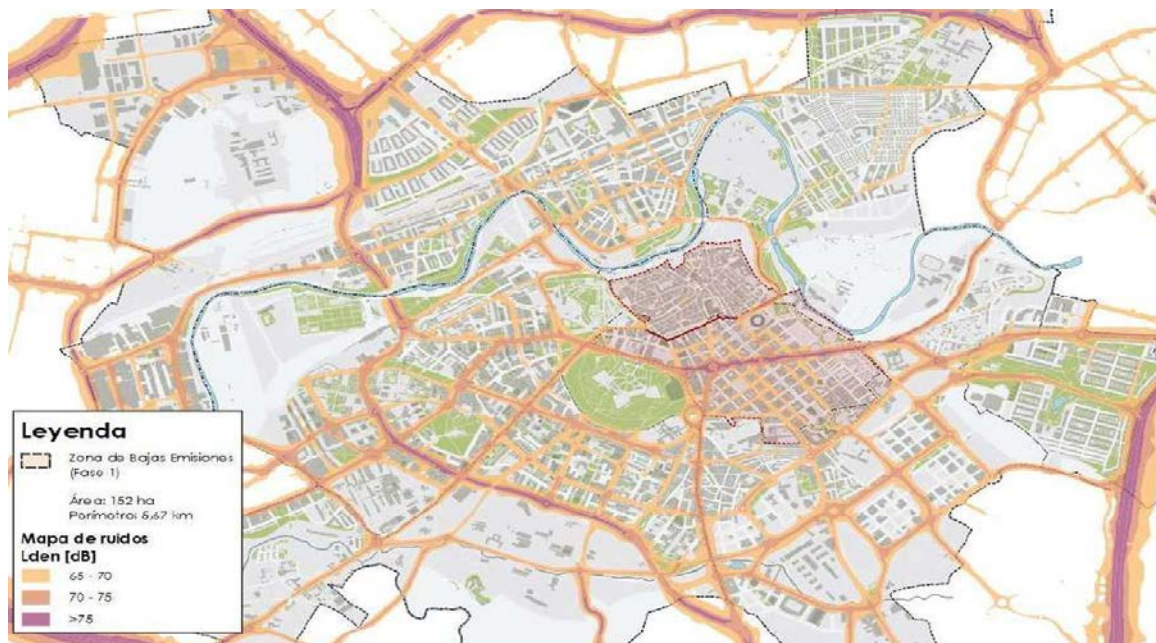 Leyenda
Zona de Bajas Emisiones
(Fase 1)
Área: 152 ha
Perímetro: 5,67 km
Mapa de ruidos
Lden [dB]
65 - 70
70 - 75
>75